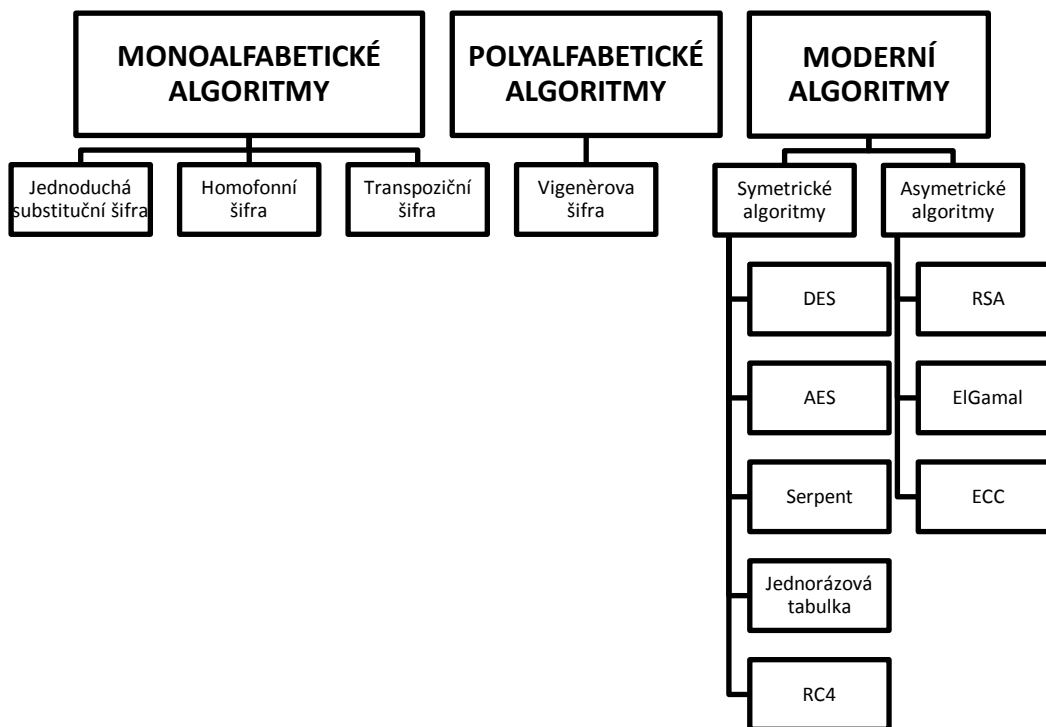 MONOALFABETICKÉ
ALGORITMY
POLYALFABETICKÉ
ALGORITMY
MODERNÍ
ALGORITMY
Jednoduchá
substituční šifra
Homofonní
šifra
Transpoziční
šifra
Vigenèrova
šifra
Symetrické
algoritmy
Asymetrické
algoritmy
DES
AES
Serpent
Jednorázová
tabulka
RC4
RSA
ElGamal
ECC